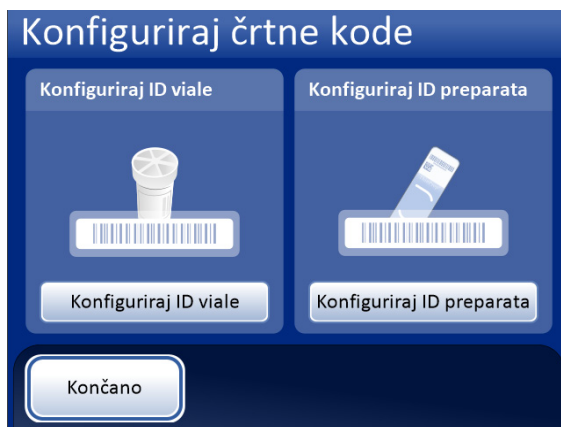 Konfiguriraj črtne kode
Konfiguriraj ID viale
Konfiguriraj ID preparata
Konfiguriraj ID viale
Konfiguriraj ID preparata
Končano